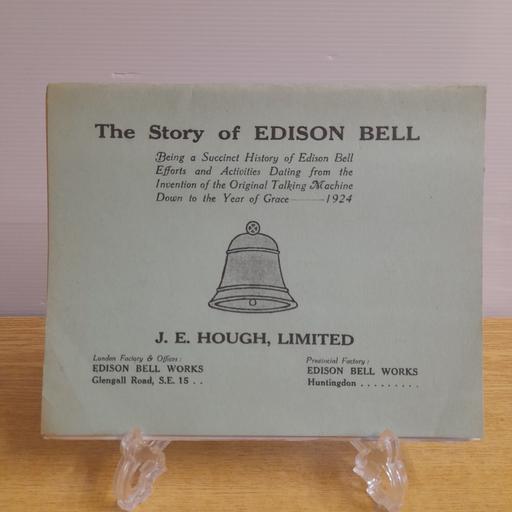 The Story of EDISON BELL
Being a Succinct History of Edison Bell
Efforts and Activities Dating from the
Invention of the Original Talking Machine
Down to the Year of Grace———1924
J. E. HOUGH, LIMITED
London Factory & Offices:
EDISON BELL WORKS
Glengall Road, S.E. 15 . .
Provincial Factory:
EDISON BELL WORKS
Huntingdon . . . . . . . . .